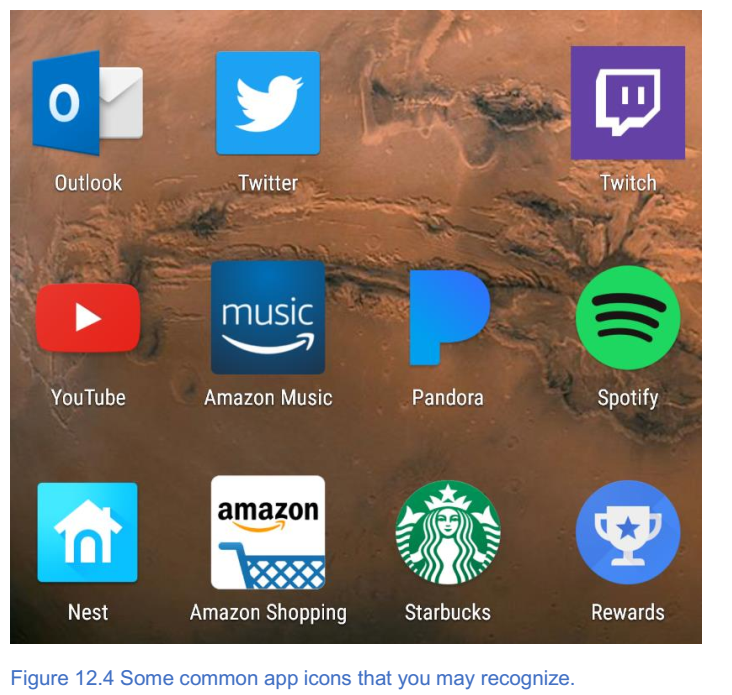 O
Outlook
Twitter
Twitch
music
YouTube
Amazon Music
Pandora
Spotify
amazon
Nest
Amazon Shopping
Starbucks
Rewards
Figure 12.4 Some common app icons that you may recognize.